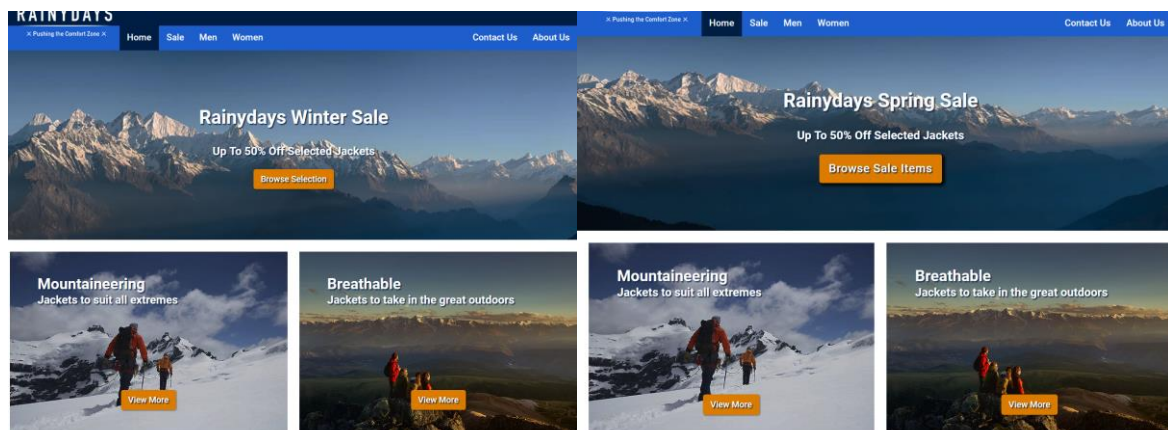 RAINYDAYS
X Pushing the Comfort Zone X Home Sale Men Women Contact Us About Us
Rainydays Winter Sale
Up To 50% Off Selected Jackets
Browse Selection
Mountaineering
Jackets to suit all extremes
View More
Breathable
Jackets to take in the great outdoors
View More
X Pushing the Comfort Zone X Home Sale Men Women Contact Us About Us
Rainydays Spring Sale
Up To 50% Off Selected Jackets
Browse Sale Items
Mountaineering
Jackets to suit all extremes
View More
Breathable
Jackets to take in the great outdoors
View More